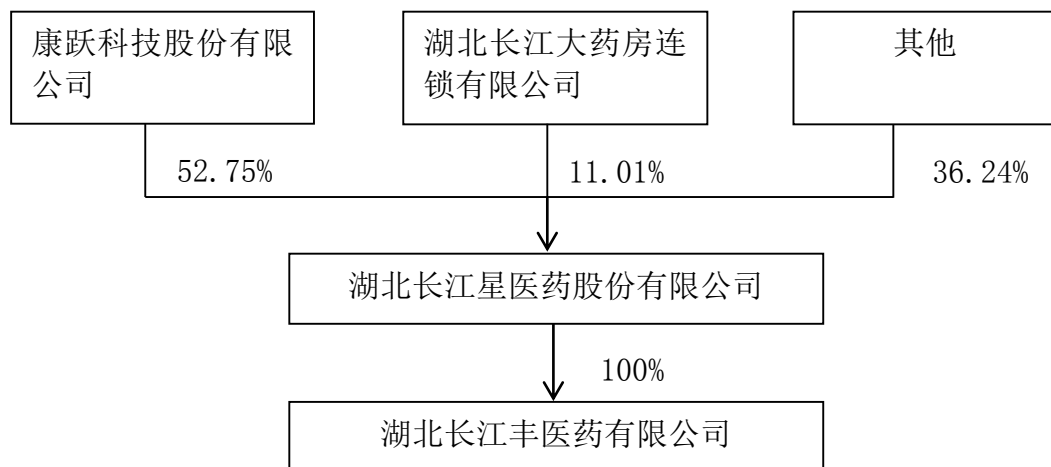 康跃科技股份有限
公司
湖北长江大药房连
锁有限公司
其他
52.75%
11.01%
36.24%
湖北长江星医药股份有限公司
100%
湖北长江丰医药有限公司